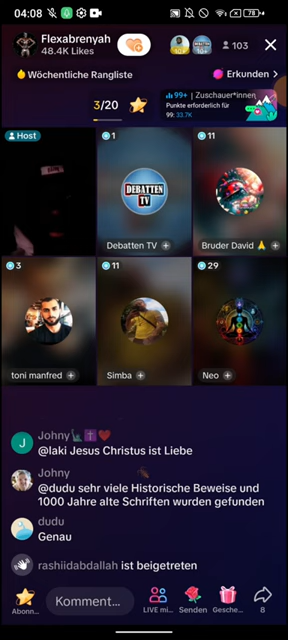 04:08
78
Flexabrenyah
48.4K Likes
103
Wöchentliche Rangliste
Erkunden >
3/20
99+ | Zuschauer*innen
Punkte erforderlich für
99: 33.7K
Host
1
DEBATTEN
TV
Debatten TV +
11
Bruder David 🙏 +
3
toni manfred +
11
Simba +
29
Neo +
J
Johny🗽✝️❤️
@laki Jesus Christus ist Liebe
Johny
@dudu sehr viele Historische Beweise und
1000 Jahre alte Schriften wurden gefunden
dudu
Genau
rashiidabdallah ist beigetreten
Abonn...
Komment...
LIVE mi...
Senden
Gesche...
8